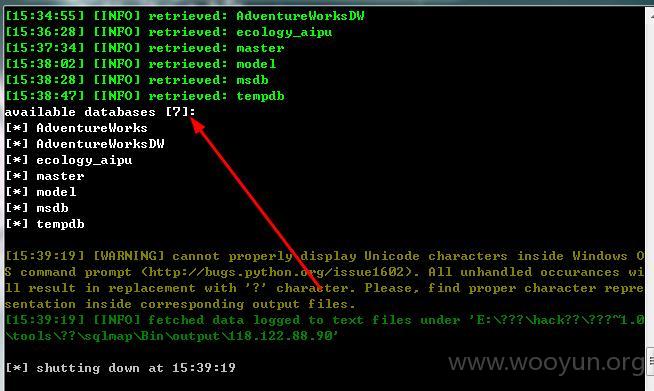 [15:34:55] [INFO] retrieved: AdventureWorksDW
[15:36:28] [INFO] retrieved: ecology_aipu
[15:37:34] [INFO] retrieved: master
[15:38:02] [INFO] retrieved: model
[15:38:28] [INFO] retrieved: msdb
[15:38:47] [INFO] retrieved: tempdb
available databases [7]:
[*] AdventureWorks
[*] AdventureWorksDW
[*] ecology_aipu
[*] master
[*] model
[*] msdb
[*] tempdb
[15:39:19] [WARNING] cannot properly display Unicode characters inside Windows O
S command prompt (http://bugs.python.org/issue1602). All unhandled occurances wi
ll result in replacement with '?' character. Please, find proper character repre
sentation inside corresponding output files.
[15:39:19] [INFO] fetched data logged to text files under 'E:\???\hack??\???~1.0
\tools\??\sqlmap\Bin\output\118.122.88.90'
[*] shutting down at 15:39:19
www.wooyun.org